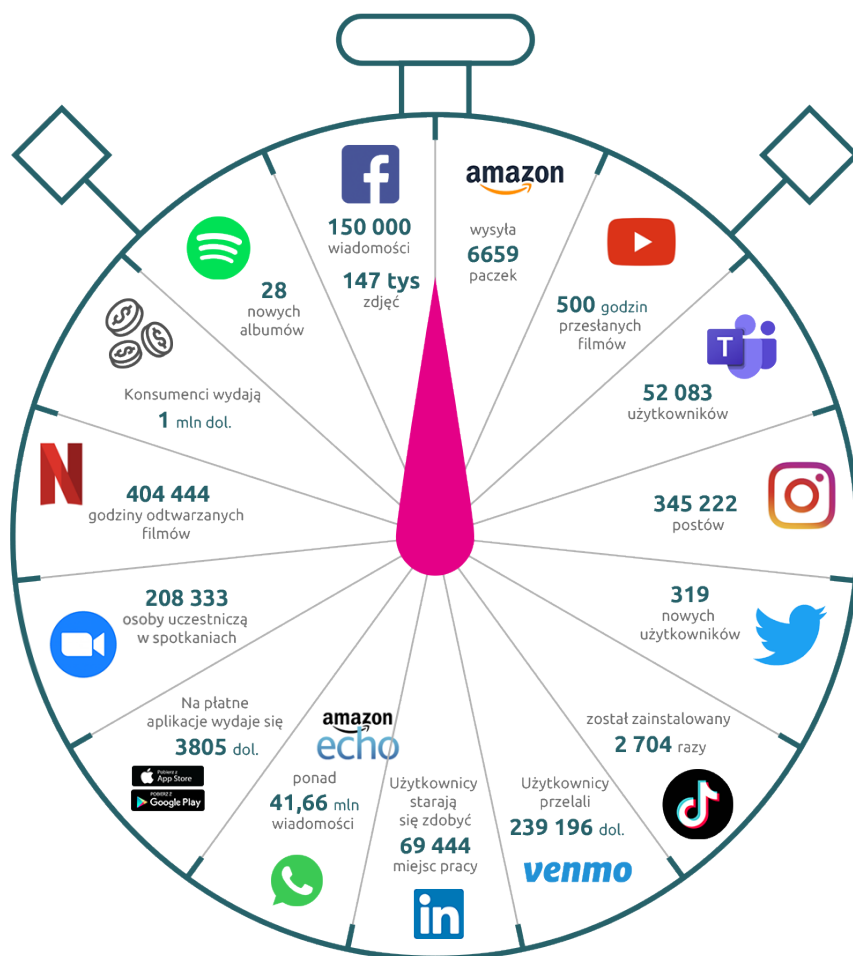 150 000
wiadomości
147 tys
zdjęć
amazon
wysyła
6659
paczek
500 godzin
przesłanych
filmów
T
52 083
użytkowników
345 222
postów
319
nowych
użytkowników
został zainstalowany
2 704 razy
Użytkownicy
przelali
239 196 dol.
venmo
Użytkownicy
starają
się zdobyć
69 444
miejsc pracy
in
amazon
echo
ponad
41,66 mln
wiadomości
Na płatne
aplikacje wydaje się
3805 dol.
Pobierz z
App Store
POBIERZ Z
Google Play
208 333
osoby uczestniczą
w spotkaniach
N
404 444
godziny odtwarzanych
filmów
Konsumenci wydają
1 mln dol.
28
nowych
albumów